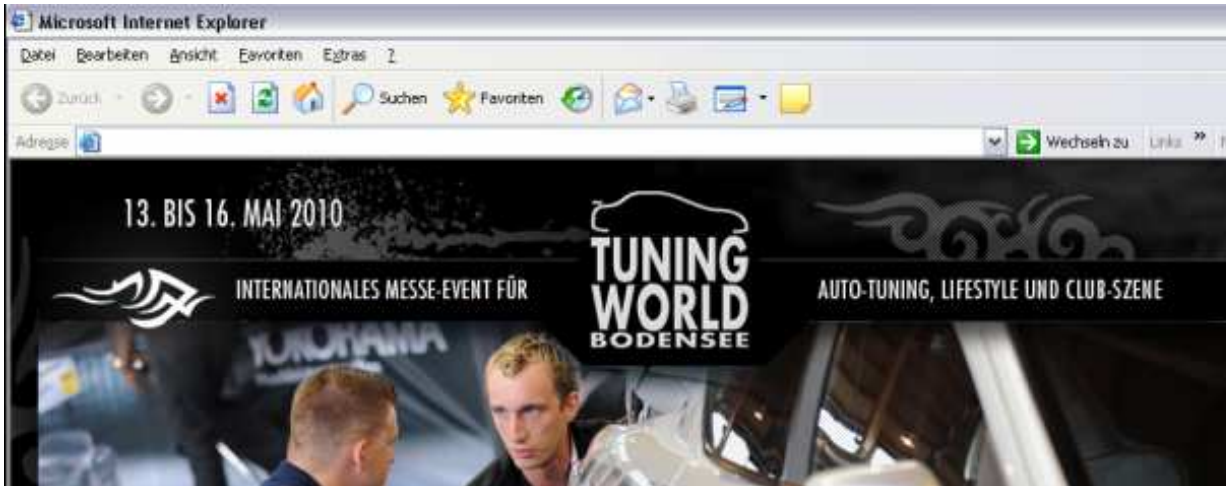 Microsoft Internet Explorer
Datei Bearbeiten Ansicht Favoriten Extras ?
Zurück Suchen Favoriten
Adresse Wechseln zu Links »
13. BIS 16. MAI 2010
TUNING
WORLD
BODENSEE
INTERNATIONALES MESSE-EVENT FÜR
AUTO-TUNING, LIFESTYLE UND CLUB-SZENE
YOKOHAMA